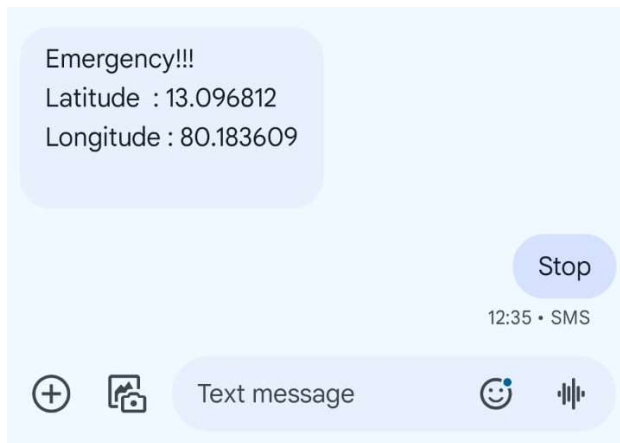 Emergency!!!
Latitude : 13.096812
Longitude : 80.183609
Stop
12:35 • SMS
Text message